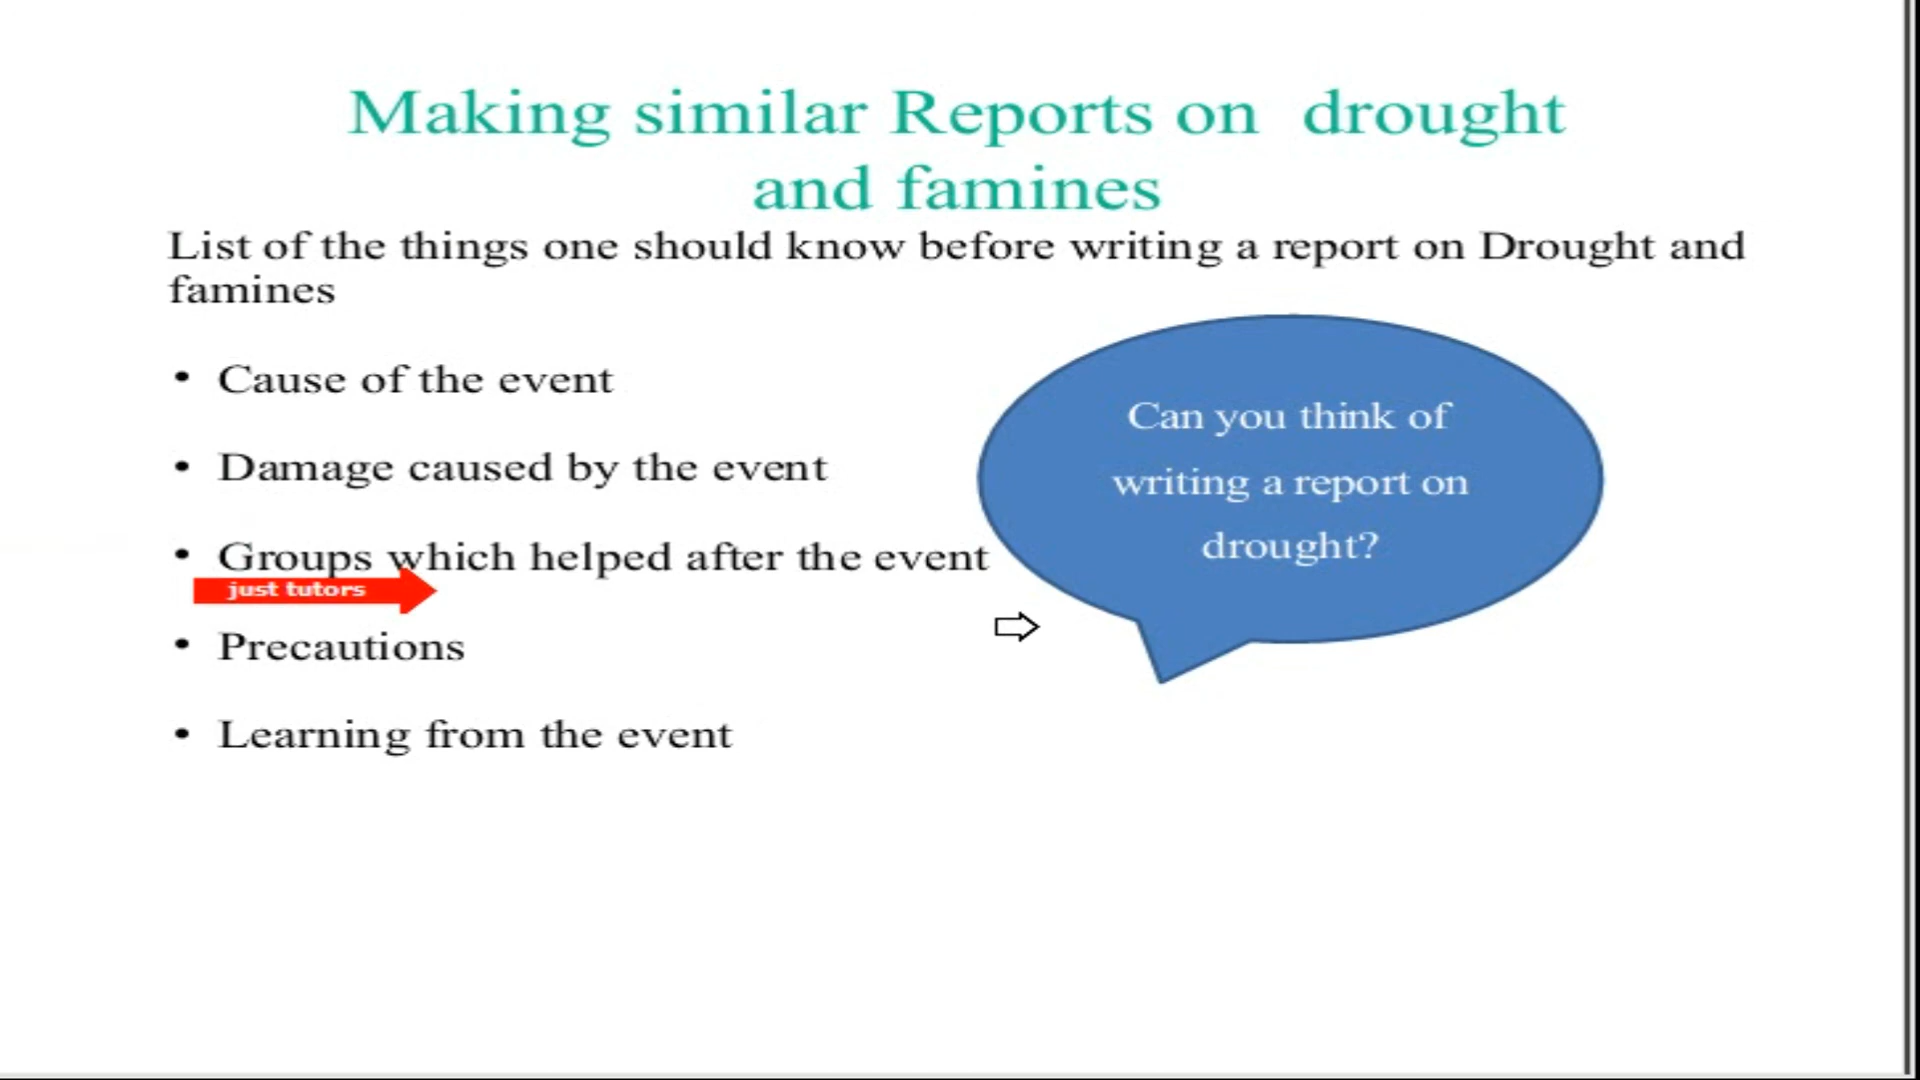 Making similar Reports on drought
and famines
List of the things one should know before writing a report on Drought and
famines
• Cause of the event
• Damage caused by the event
• Groups which helped after the event
just tutors
• Precautions
• Learning from the event
Can you think of
writing a report on
drought?